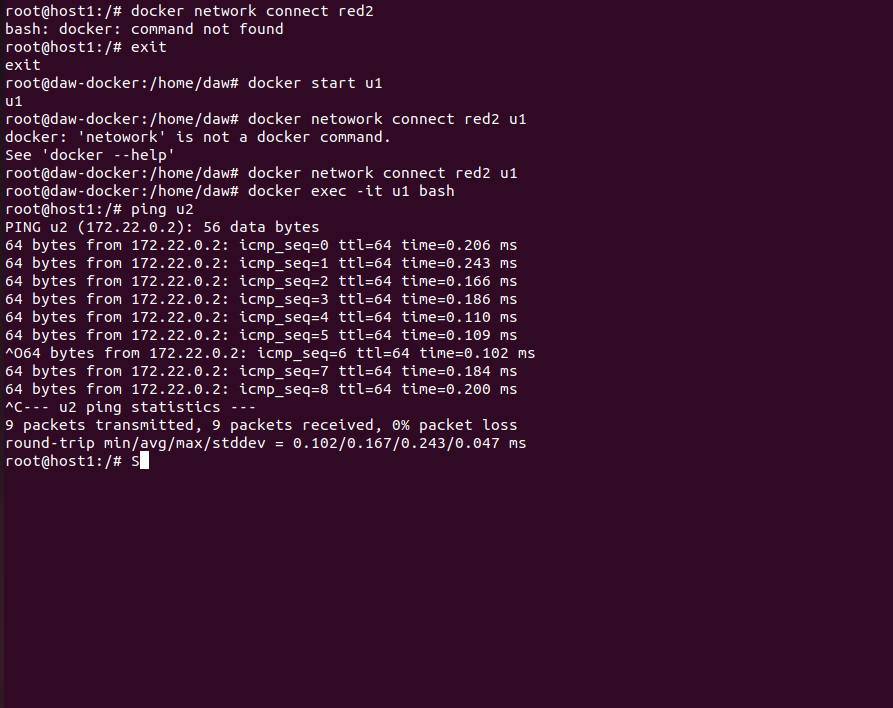 root@host1:/# docker network connect red2
bash: docker: command not found
root@host1:/# exit
exit
root@daw-docker:/home/daw# docker start u1
u1
root@daw-docker:/home/daw# docker netowork connect red2 u1
docker: 'netowork' is not a docker command.
See 'docker --help'
root@daw-docker:/home/daw# docker network connect red2 u1
root@daw-docker:/home/daw# docker exec -it u1 bash
root@host1:/# ping u2
PING u2 (172.22.0.2): 56 data bytes
64 bytes from 172.22.0.2: icmp_seq=0 ttl=64 time=0.206 ms
64 bytes from 172.22.0.2: icmp_seq=1 ttl=64 time=0.243 ms
64 bytes from 172.22.0.2: icmp_seq=2 ttl=64 time=0.166 ms
64 bytes from 172.22.0.2: icmp_seq=3 ttl=64 time=0.186 ms
64 bytes from 172.22.0.2: icmp_seq=4 ttl=64 time=0.110 ms
64 bytes from 172.22.0.2: icmp_seq=5 ttl=64 time=0.109 ms
^O64 bytes from 172.22.0.2: icmp_seq=6 ttl=64 time=0.102 ms
64 bytes from 172.22.0.2: icmp_seq=7 ttl=64 time=0.184 ms
64 bytes from 172.22.0.2: icmp_seq=8 ttl=64 time=0.200 ms
^C--- u2 ping statistics ---
9 packets transmitted, 9 packets received, 0% packet loss
round-trip min/avg/max/stddev = 0.102/0.167/0.243/0.047 ms
root@host1:/# S